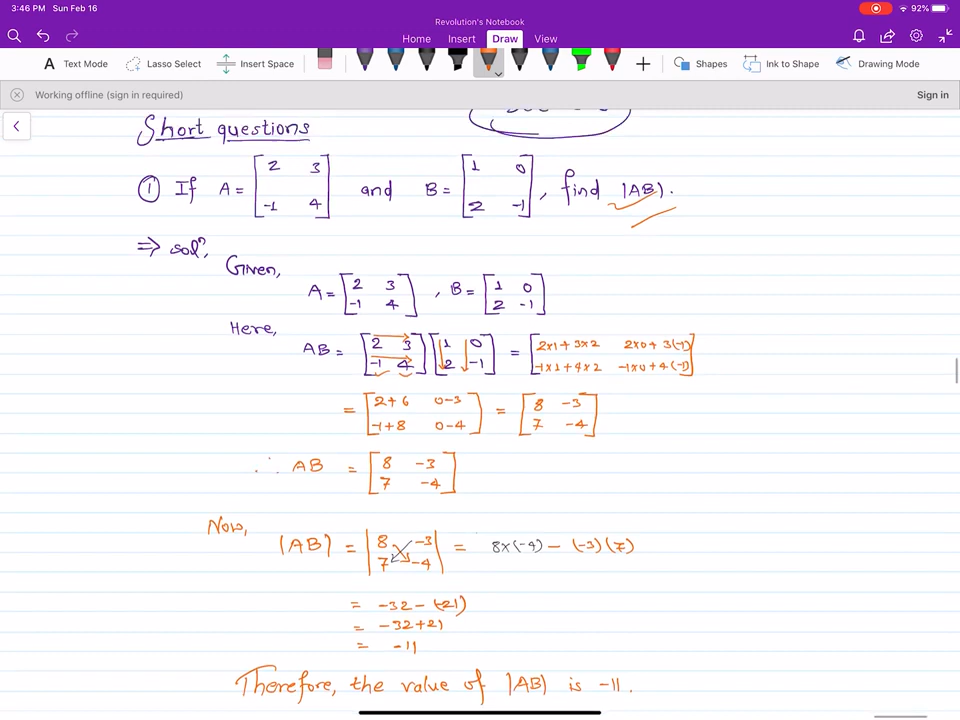 3:46 PM Sun Feb 16 92%
Revolution's Notebook
Home Insert Draw View
Text Mode Lasso Select Insert Space Shapes Ink to Shape Drawing Mode
Working offline (sign in required) Sign in
Short questions
① If A = [2 3 -1 4] and B = [1 0 2 -1], find |AB|.
⇒ solⁿ,
Given,
A = [2 3 -1 4], B = [1 0 2 -1]
Here,
AB = [2 3 -1 4] [1 0 2 -1] = [2×1+3×2 2×0+3(-1) -1×1+4×2 -1×0+4(-1)]
= [2+6 0-3 -1+8 0-4] = [8 -3 7 -4]
∴ AB = [8 -3 7 -4]
Now,
|AB| = |8 -3 7 -4| = 8×(-4) - (-3)(7)
= -32 - (-21)
= -32+21
= -11
Therefore, the value of |AB| is -11.